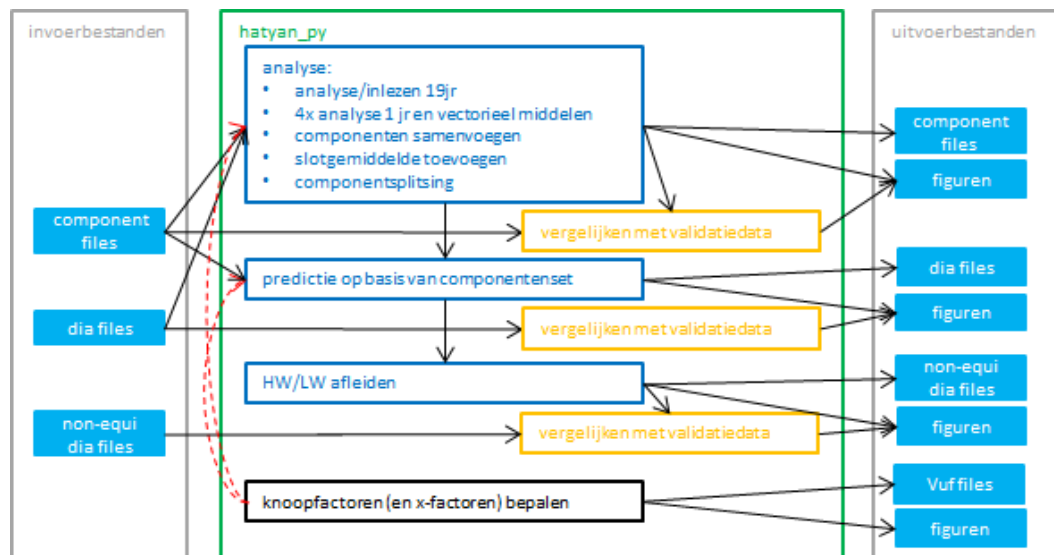 invoerbestanden
hatyan_py
uitvoerbestanden
analyse:
• analyse/inlezen 19jr
• 4x analyse 1 jr en vectorieel middelen
• componenten samenvoegen
• slotgemiddelde toevoegen
• componentsplitsing
component
files
figuren
component
files
vergelijken met validatiedata
predictie op basis van componentenset
dia files
figuren
dia files
vergelijken met validatiedata
HW/LW afleiden
non-equi
dia files
figuren
non-equi
dia files
vergelijken met validatiedata
knoopfactoren (en x-factoren) bepalen
Vuf files
figuren